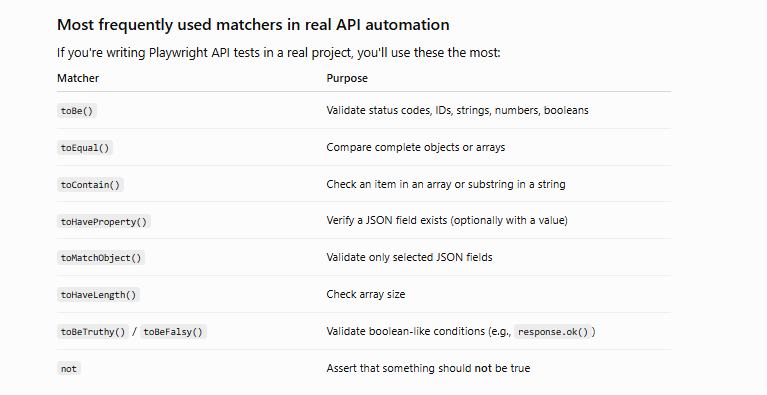 Most frequently used matchers in real API automation
If you're writing Playwright API tests in a real project, you'll use these the most:
Matcher Purpose
toBe() Validate status codes, IDs, strings, numbers, booleans
toEqual() Compare complete objects or arrays
toContain() Check an item in an array or substring in a string
toHaveProperty() Verify a JSON field exists (optionally with a value)
toMatchObject() Validate only selected JSON fields
toHaveLength() Check array size
toBeTruthy() / toBeFalsy() Validate boolean-like conditions (e.g., response.ok())
not Assert that something should not be true